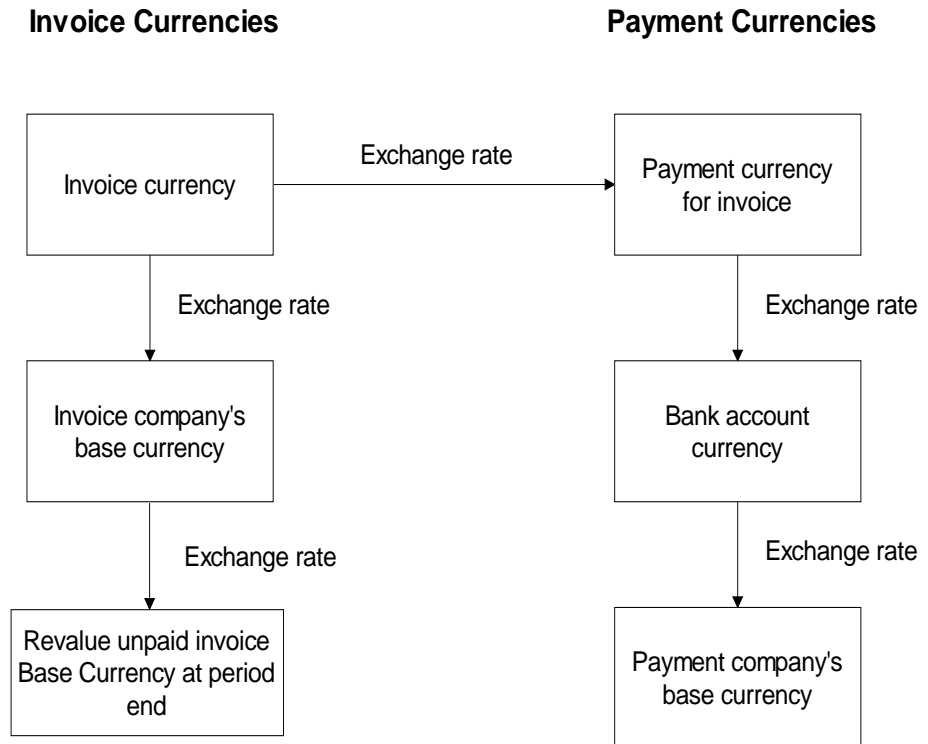 Invoice Currencies
Payment Currencies
Invoice currency
Exchange rate
Payment currency
for invoice
Exchange rate
Exchange rate
Invoice company's
base currency
Bank account
currency
Exchange rate
Exchange rate
Revalue unpaid invoice
Base Currency at period
end
Payment company's
base currency